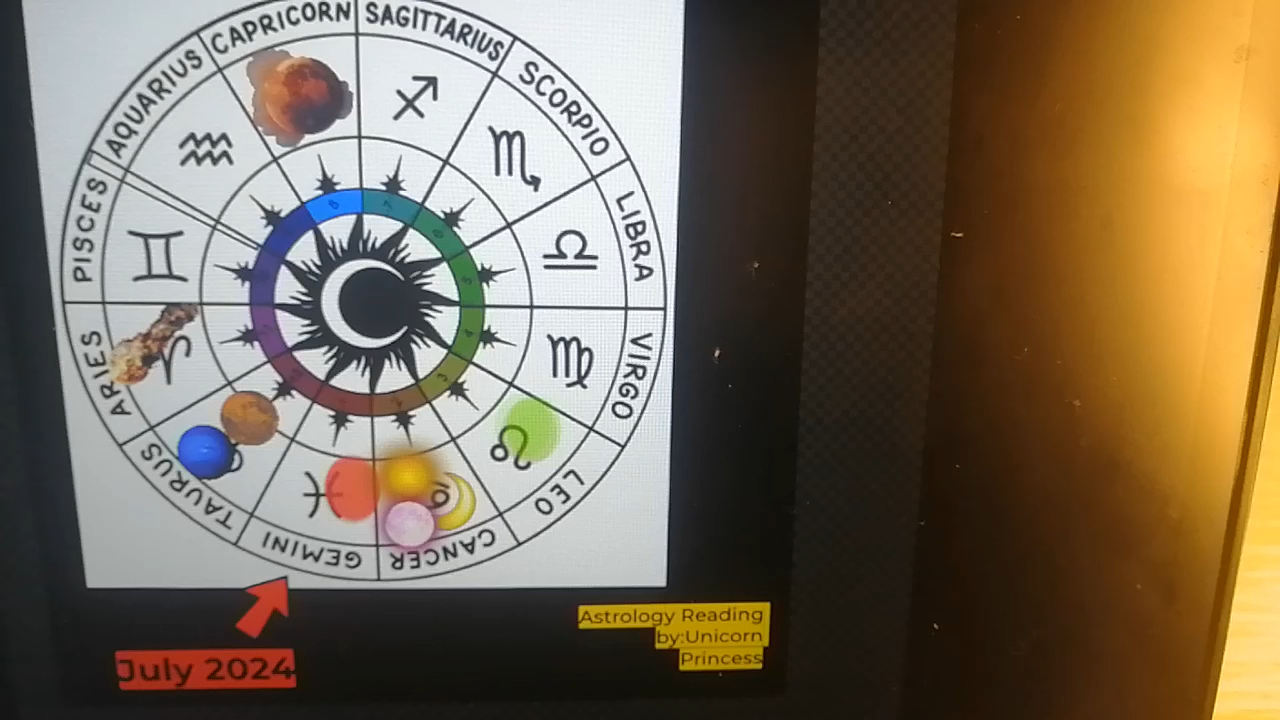 CAPRICORN
SAGITTARIUS
SCORPIO
LIBRA
VIRGO
LEO
CANCER
GEMINI
TAURUS
ARIES
PISCES
AQUARIUS
July 2024
Astrology Reading
by:Unicorn
Princess